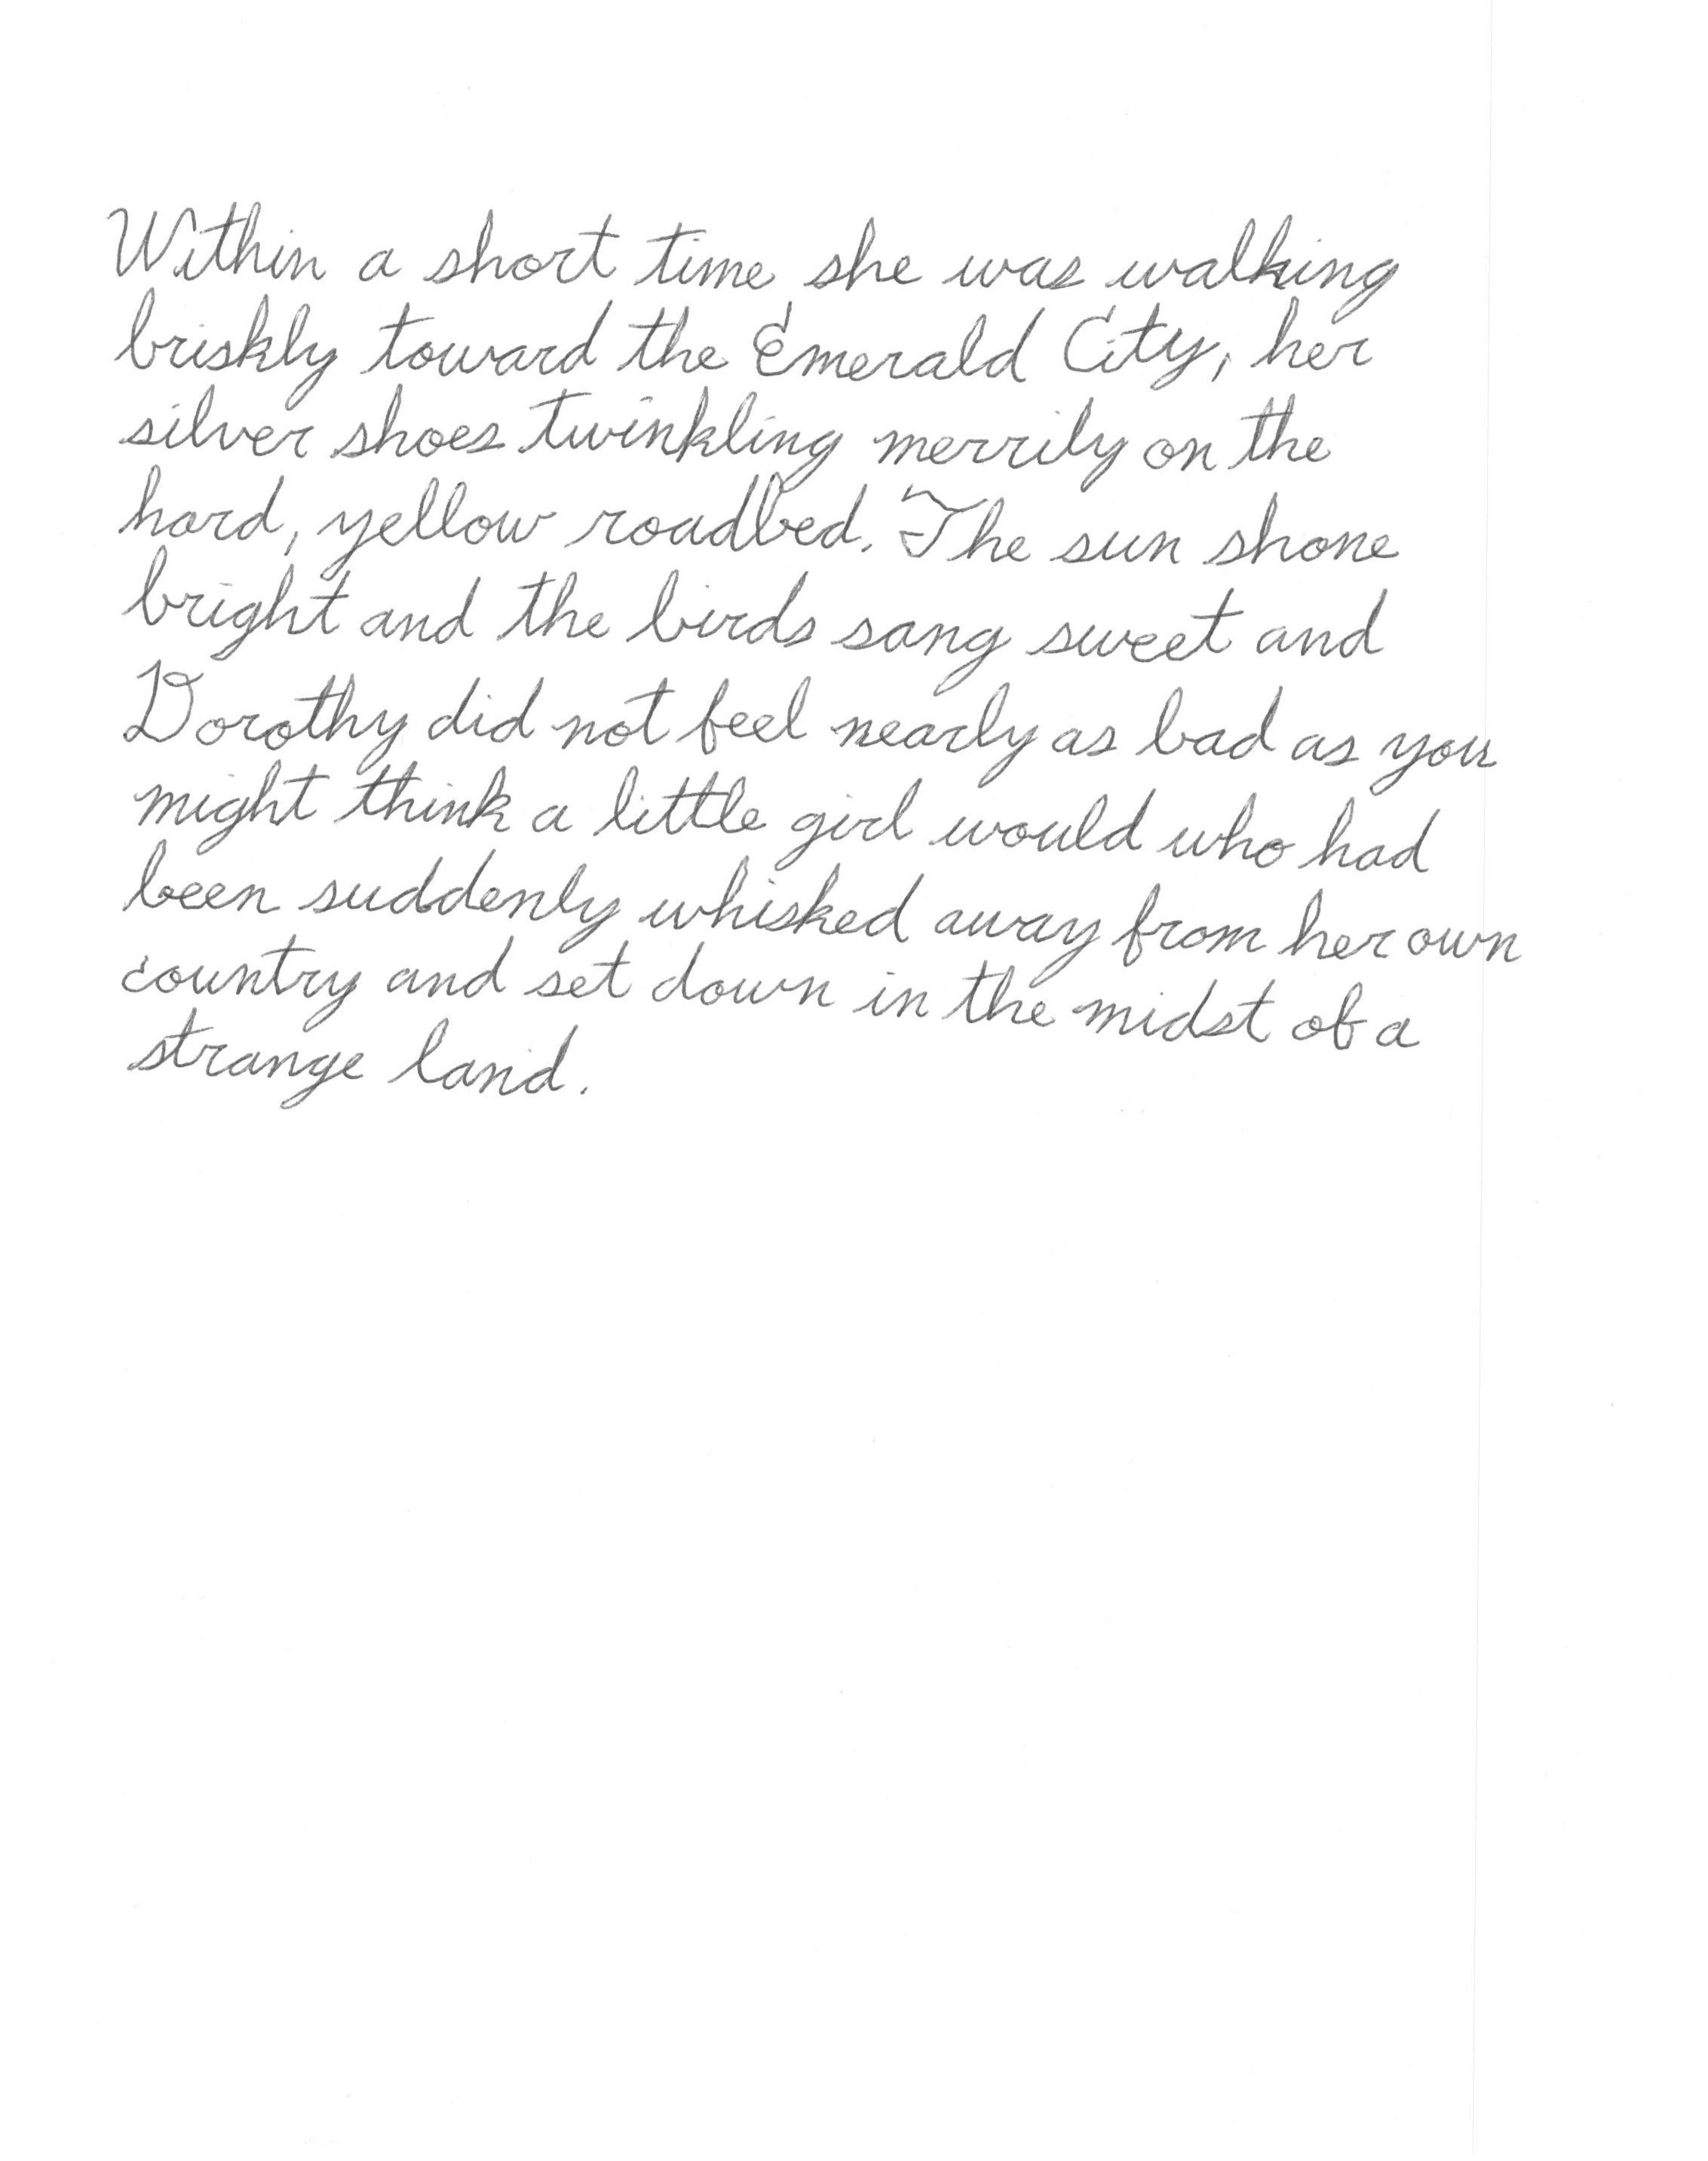 Within a short time she was walking
briskly toward the Emerald City, her
silver shoes twinkling merrily on the
hard, yellow roadbed. The sun shone
bright and the birds sang sweet and
Dorothy did not feel nearly as bad as you
might think a little girl would who had
been suddenly whisked away from her own
country and set down in the midst of a
strange land.